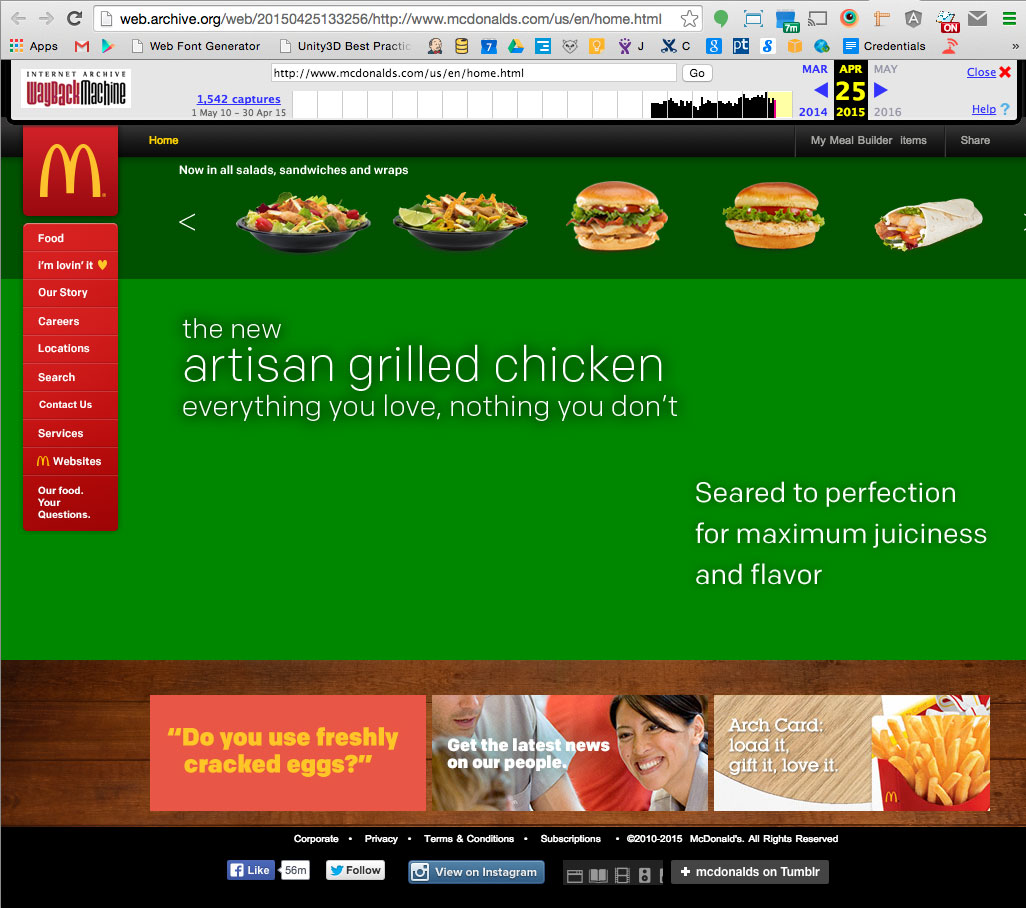 web.archive.org/web/20150425133256/http://www.mcdonalds.com/us/en/home.html
7m
ON
Apps
Web Font Generator
Unity3D Best Practic
7
J
C
8
pt
Credentials
»
INTERNET ARCHIVE
WayBackMachine
http://www.mcdonalds.com/us/en/home.html
Go
1,542 captures
1 May 10 - 30 Apr 15
MAR
APR
MAY
25
2014
2015
2016
Close
Help ?
Home
My Meal Builder items
Share
Now in all salads, sandwiches and wraps
<
Food
i'm lovin' it
Our Story
Careers
Locations
Search
Contact Us
Services
Websites
Our food.
Your
Questions.
the new
artisan grilled chicken
everything you love, nothing you don't
Seared to perfection
for maximum juiciness
and flavor
“Do you use freshly
cracked eggs?”
Get the latest news
on our people.
Arch Card:
load it,
gift it, love it.
Corporate • Privacy • Terms & Conditions • Subscriptions • ©2010-2015 McDonald's. All Rights Reserved
Like
56m
Follow
View on Instagram
+ mcdonalds on Tumblr